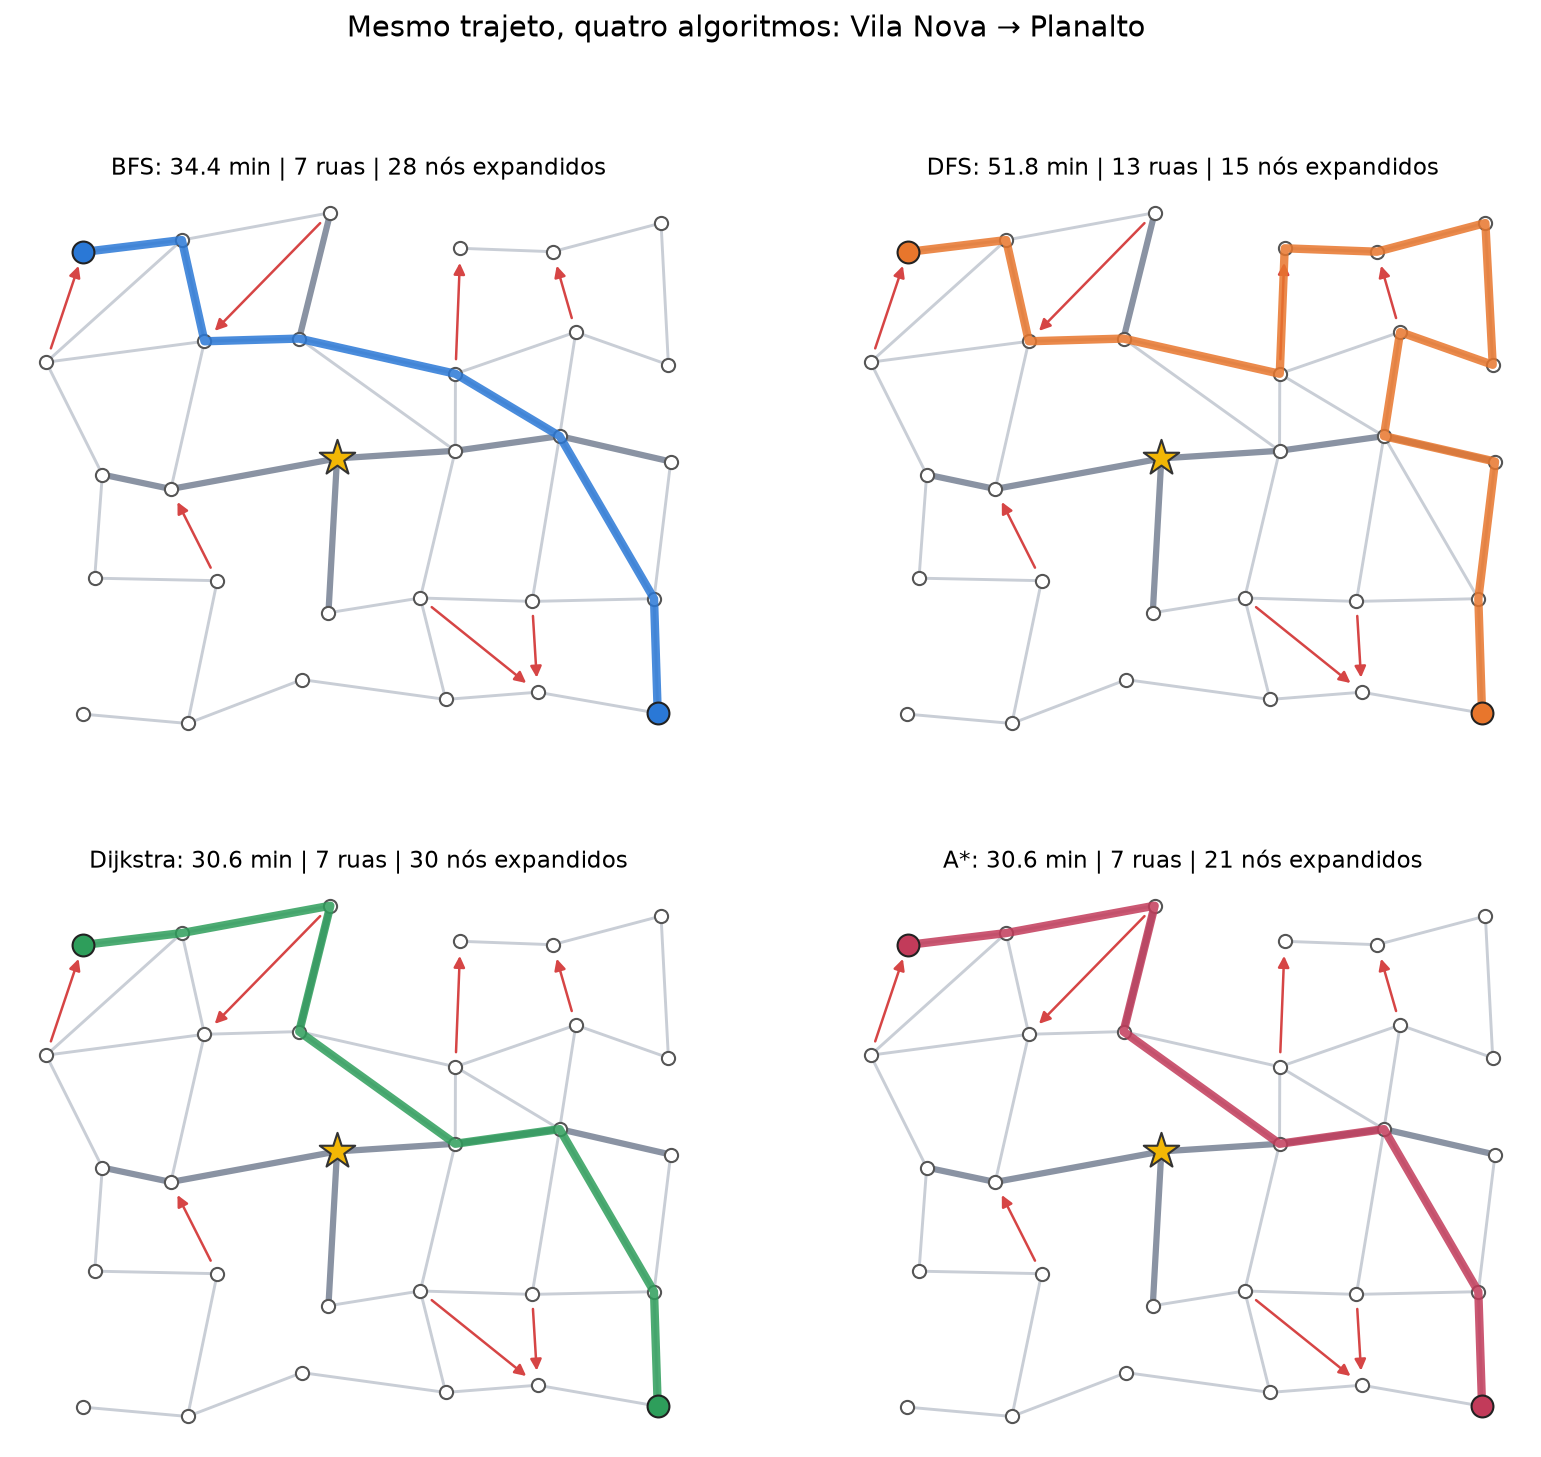 Mesmo trajeto, quatro algoritmos: Vila Nova → Planalto
BFS: 34.4 min | 7 ruas | 28 nós expandidos
DFS: 51.8 min | 13 ruas | 15 nós expandidos
Dijkstra: 30.6 min | 7 ruas | 30 nós expandidos
A*: 30.6 min | 7 ruas | 21 nós expandidos